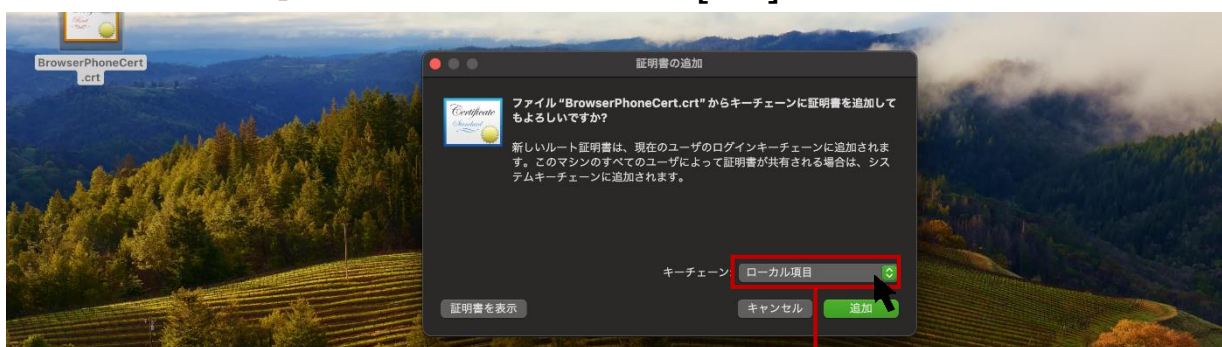 BrowserPhoneCert
.crt
証明書の追加
ファイル“BrowserPhoneCert.crt”からキーチェーンに証明書を追加して
もよろしいですか?
新しいルート証明書は、現在のユーザのログインキーチェーンに追加されま
す。このマシンのすべてのユーザによって証明書が共有される場合は、シス
テムキーチェーンに追加されます。
キーチェーン: ローカル項目
証明書を表示 キャンセル 追加
Certificate
Standard